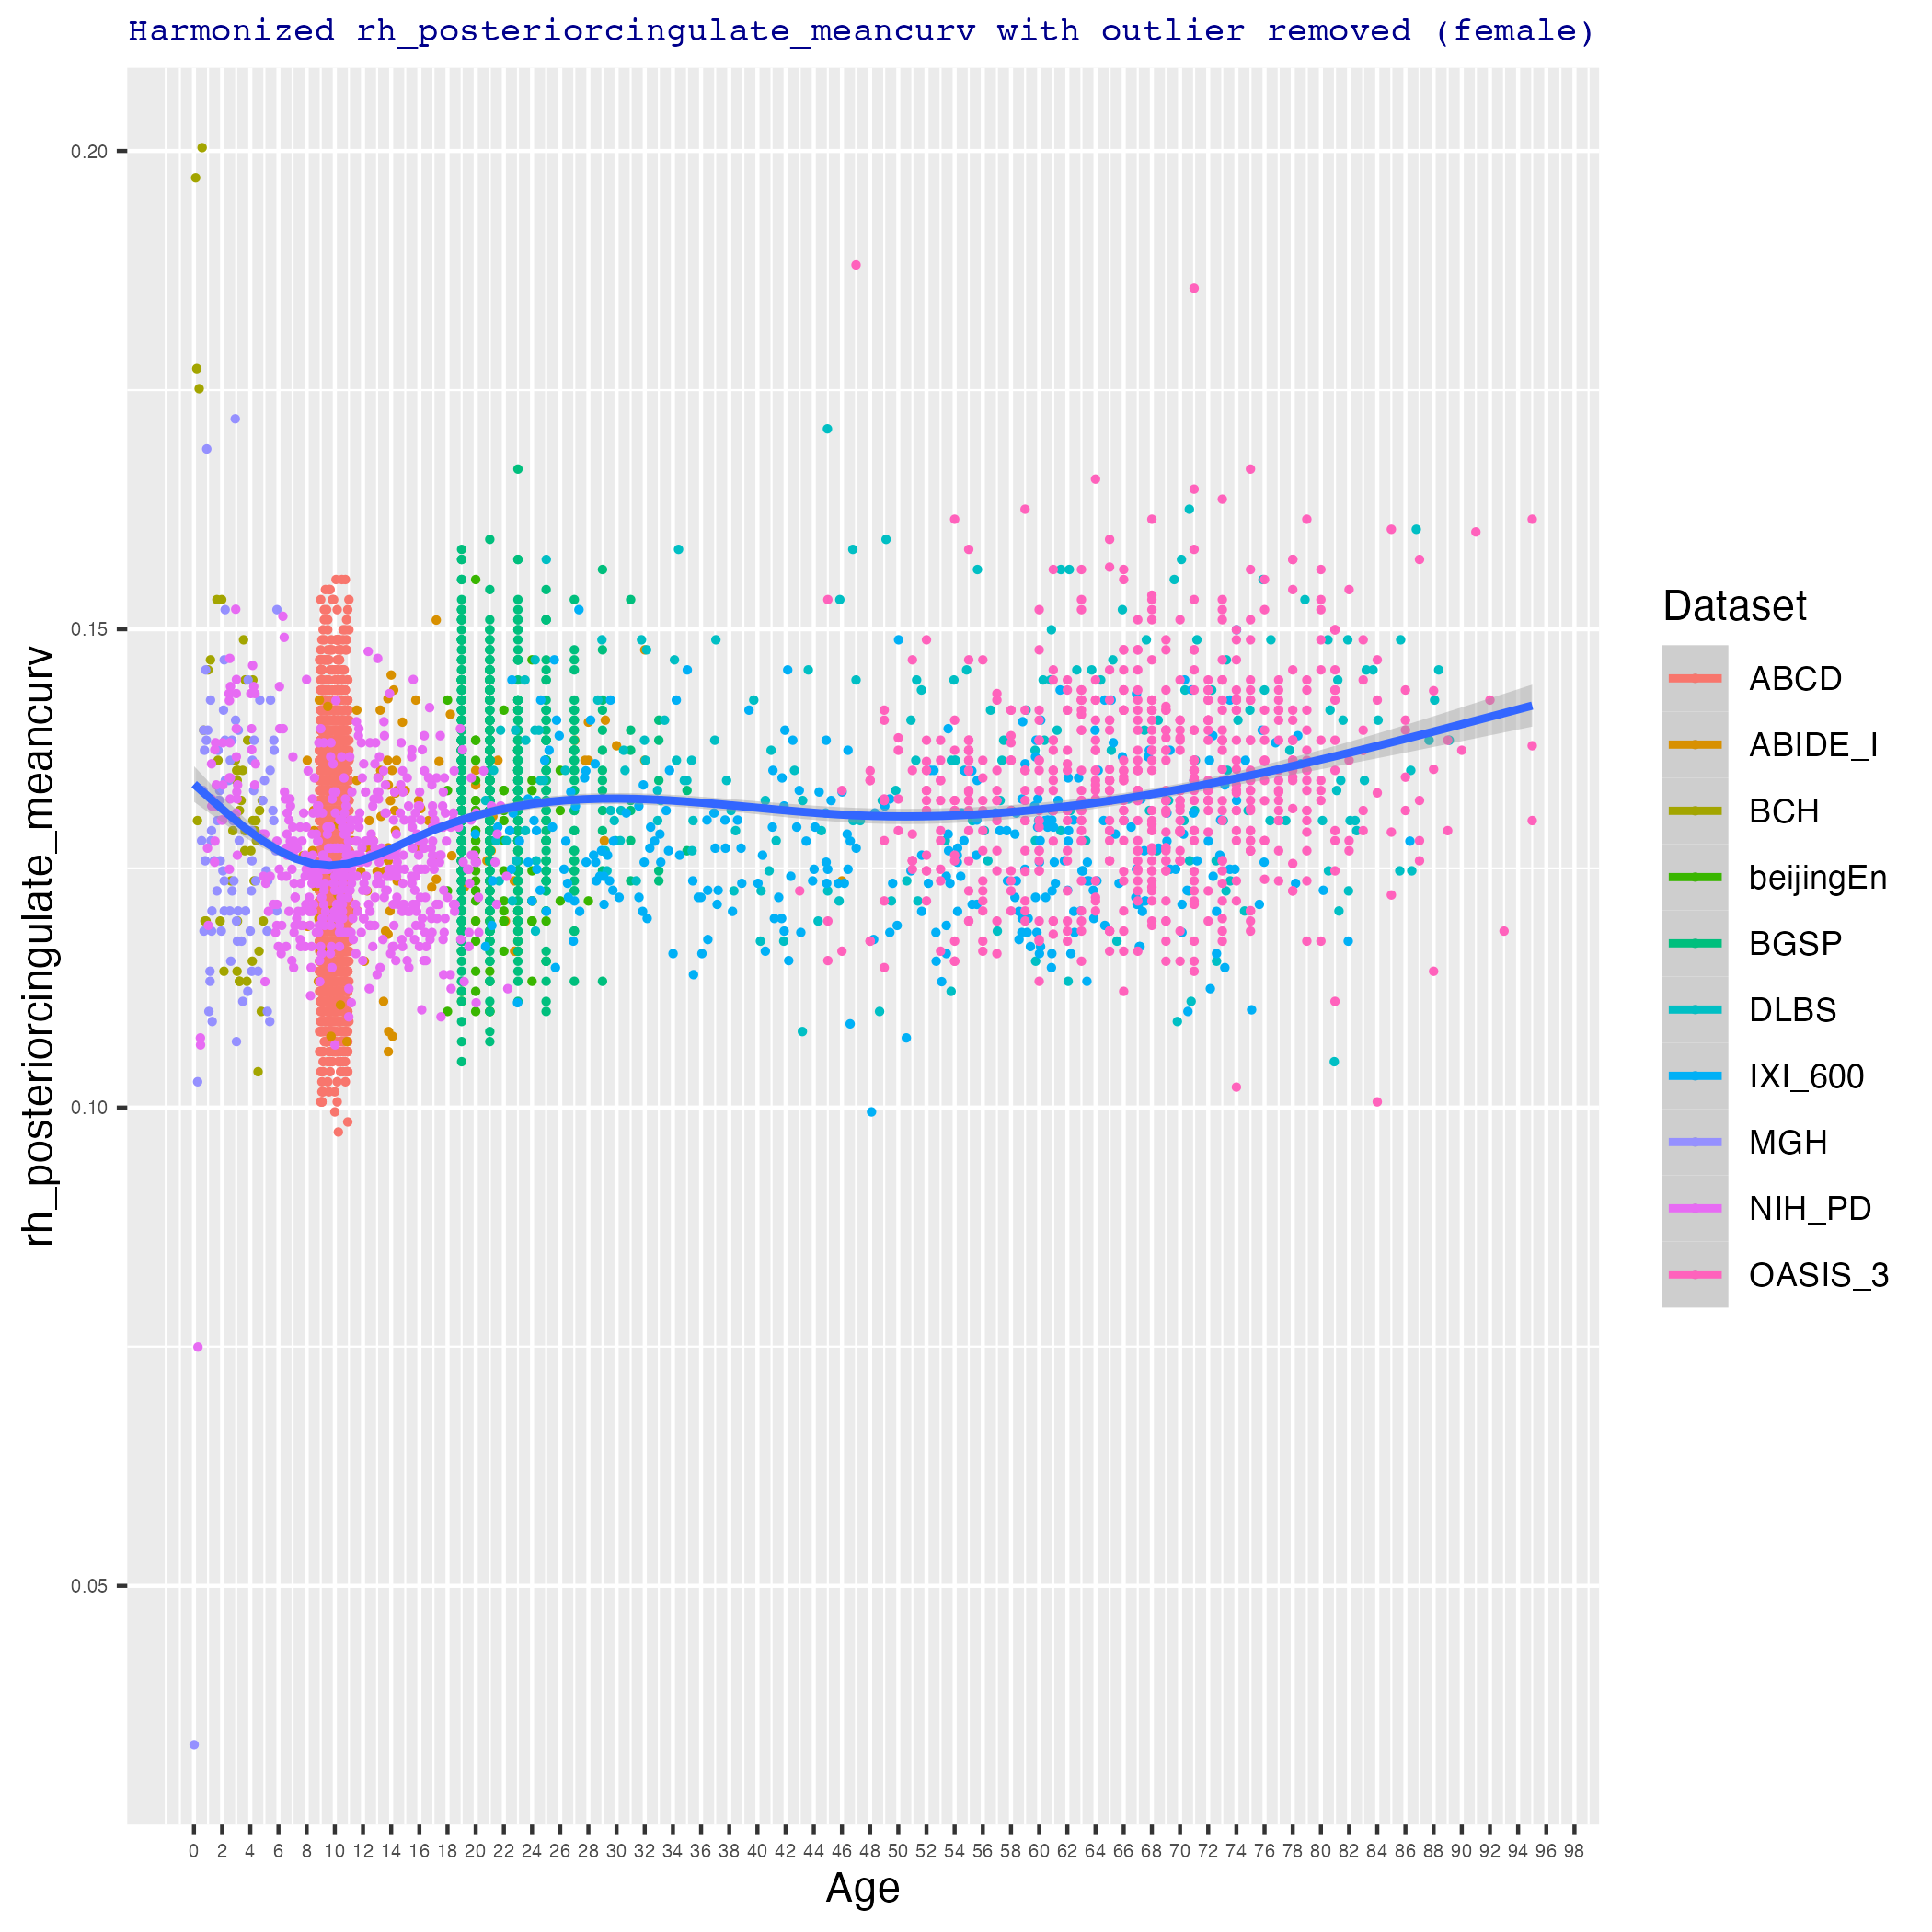 Harmonized rh_posteriorcingulate_meancurv with outlier removed (female)
rh_posteriorcingulate_meancurv
0.20
0.15
0.10
0.05
0 2 4 6 8 10 12 14 16 18 20 22 24 26 28 30 32 34 36 38 40 42 44 46 48 50 52 54 56 58 60 62 64 66 68 70 72 74 76 78 80 82 84 86 88 90 92 94 96 98
Age
Dataset
ABCD
ABIDE_I
BCH
beijingEn
BGSP
DLBS
IXI_600
MGH
NIH_PD
OASIS_3